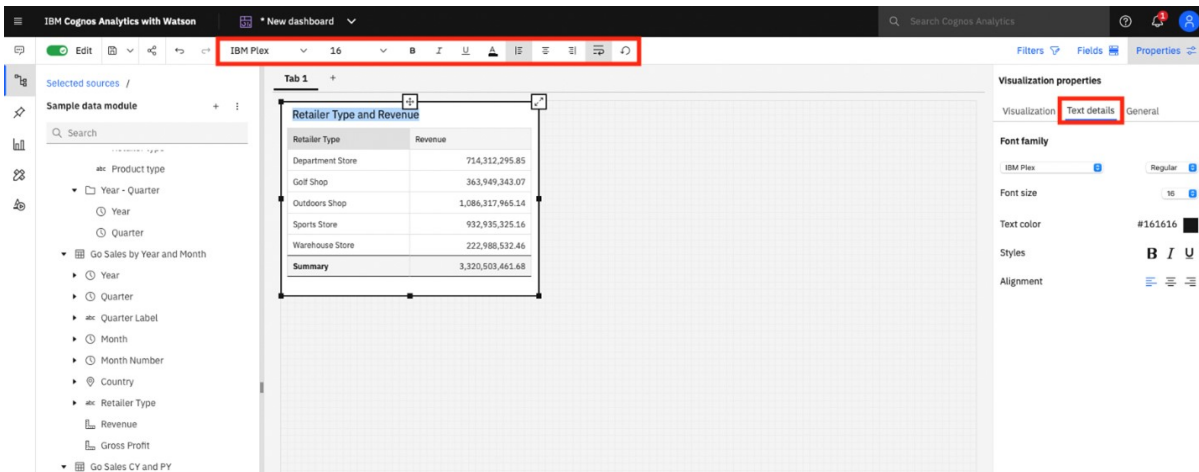 IBM Cognos Analytics with Watson
* New dashboard
Search Cognos Analytics
1
Edit
IBM Plex
16
B I U A
Filters
Fields
Properties
Selected sources /
Sample data module
Search
abc Product type
Year - Quarter
Year
Quarter
Go Sales by Year and Month
Year
Quarter
abc Quarter Label
Month
Month Number
Country
abc Retailer Type
Revenue
Gross Profit
Go Sales CY and PY
Tab 1 +
Retailer Type and Revenue
Retailer Type Revenue
Department Store 714,312,295.85
Golf Shop 363,949,343.07
Outdoors Shop 1,086,317,965.14
Sports Store 932,935,325.16
Warehouse Store 222,988,532.46
Summary 3,320,503,461.68
Visualization properties
Visualization Text details General
Font family
IBM Plex Regular
Font size 16
Text color #161616
Styles B I U
Alignment